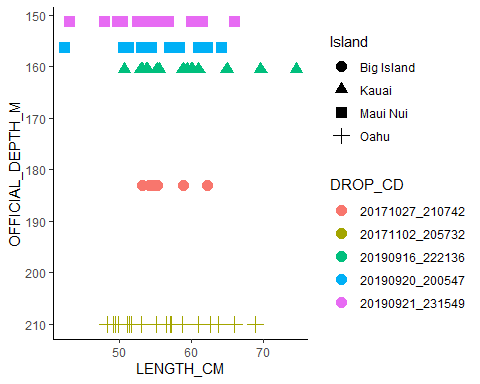 150
160
170
180
190
200
210
OFFICIAL_DEPTH_M
50
60
70
LENGTH_CM
Island
Big Island
Kauai
Maui Nui
Oahu
DROP_CD
20171027_210742
20171102_205732
20190916_222136
20190920_200547
20190921_231549